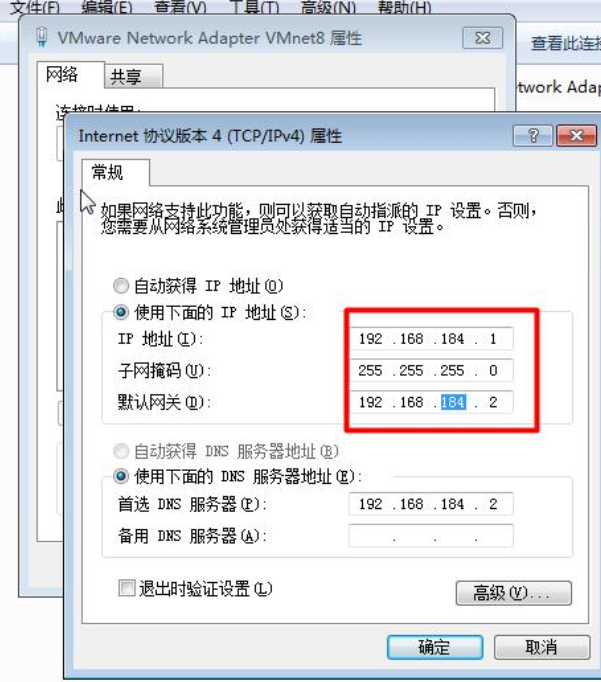 文件(F) 编辑(E) 查看(V) 工具(T) 高级(N) 帮助(H)
VMware Network Adapter VMnet8 属性
查看此连接
网络 共享
twork Adap
连接时使用:
Internet 协议版本 4 (TCP/IPv4) 属性
常规
如果网络支持此功能，则可以获取自动指派的 IP 设置。否则，
您需要从网络系统管理员处获得适当的 IP 设置。
自动获得 IP 地址(O)
使用下面的 IP 地址(S):
IP 地址(I): 192 .168 .184 . 1
子网掩码(U): 255 .255 .255 . 0
默认网关(D): 192 .168 .184 . 2
自动获得 DNS 服务器地址(B)
使用下面的 DNS 服务器地址(E):
首选 DNS 服务器(P): 192 .168 .184 . 2
备用 DNS 服务器(A): . . .
退出时验证设置(L)
高级(V)...
确定 取消